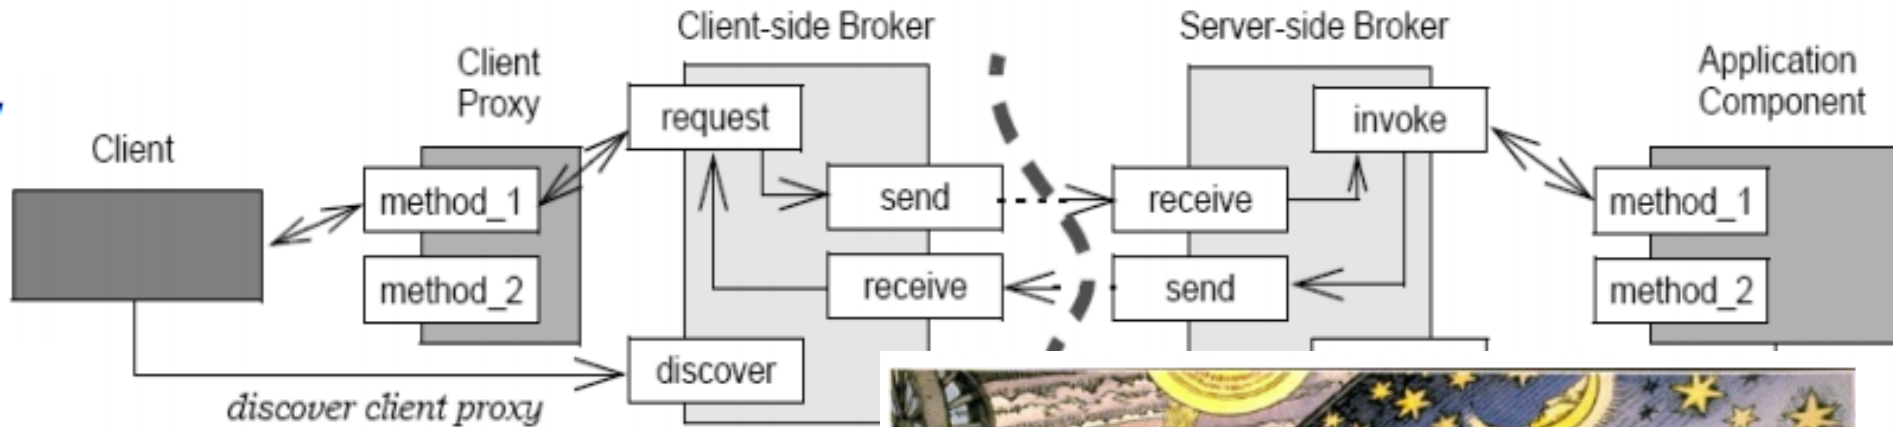 Client-side Broker
Server-side Broker
Client
Proxy
Application
Component
Client
request
invoke
method_1
send
receive
method_1
method_2
receive
send
method_2
discover
discover client proxy